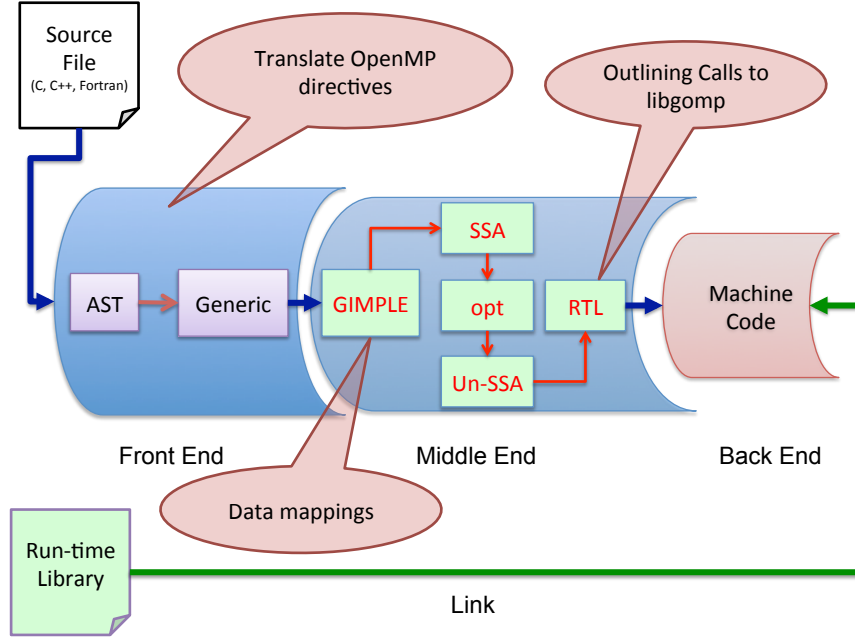 Source
File
(C, C++, Fortran)
Translate OpenMP
directives
Outlining Calls to
libgomp
AST
Generic
GIMPLE
SSA
opt
Un-SSA
RTL
Machine
Code
Front End
Middle End
Back End
Data mappings
Run-time
Library
Link